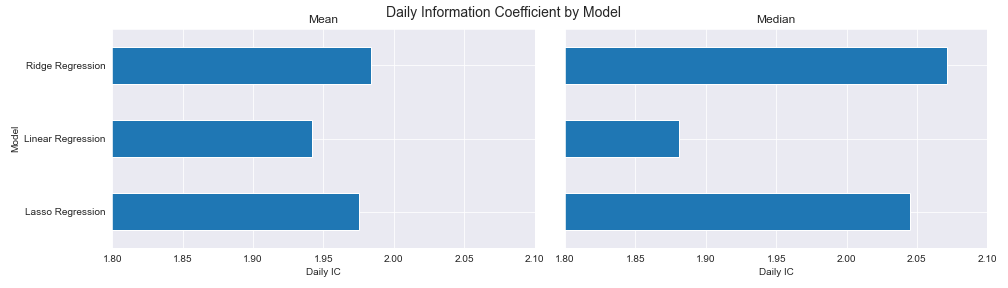 Daily Information Coefficient by Model
Mean
Median
Model
Ridge Regression
Linear Regression
Lasso Regression
1.80 1.85 1.90 1.95 2.00 2.05 2.10
1.80 1.85 1.90 1.95 2.00 2.05 2.10
Daily IC
Daily IC